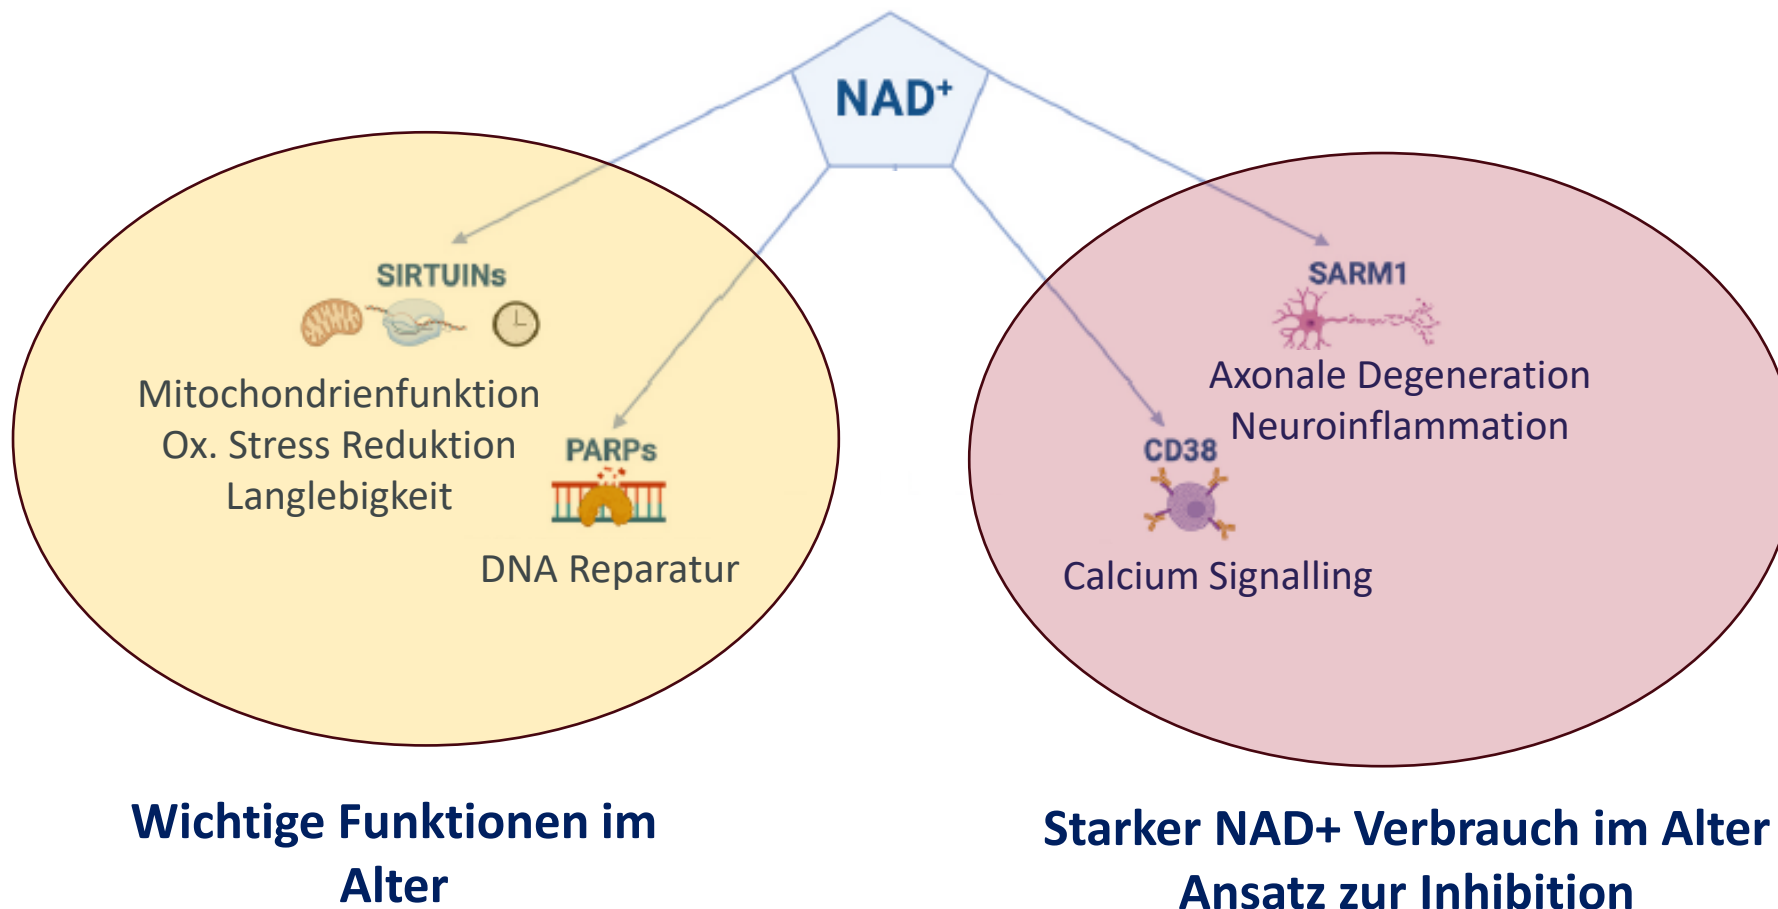 NAD⁺
SIRTUINs
Mitochondrienfunktion
Ox. Stress Reduktion
Langlebigkeit
PARPs
DNA Reparatur
SARM1
Axonale Degeneration
Neuroinflammation
CD38
Calcium Signalling
Wichtige Funktionen im
Alter
Starker NAD+ Verbrauch im Alter
Ansatz zur Inhibition